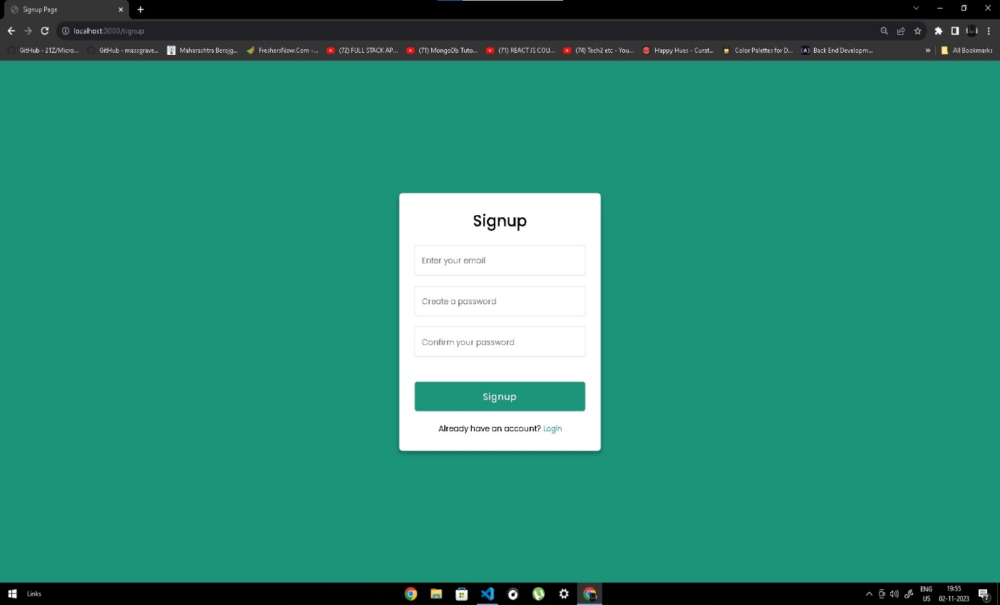 Signup Page
localhost:3000/signup
GitHub - 21Z/Micro... GitHub - massgrave... Maharashtra Berojg... FreshersNow.Com -... (72) FULL STACK AP... (71) MongoDb Tuto... (71) REACT JS COU... (74) Tech2 etc - You... Happy Hues - Curat... Color Palettes for D... Back End Developm... » All Bookmarks
Signup
Enter your email
Create a password
Confirm your password
Signup
Already have an account? Login
Links
ENG
US
19:55
02-11-2023
7